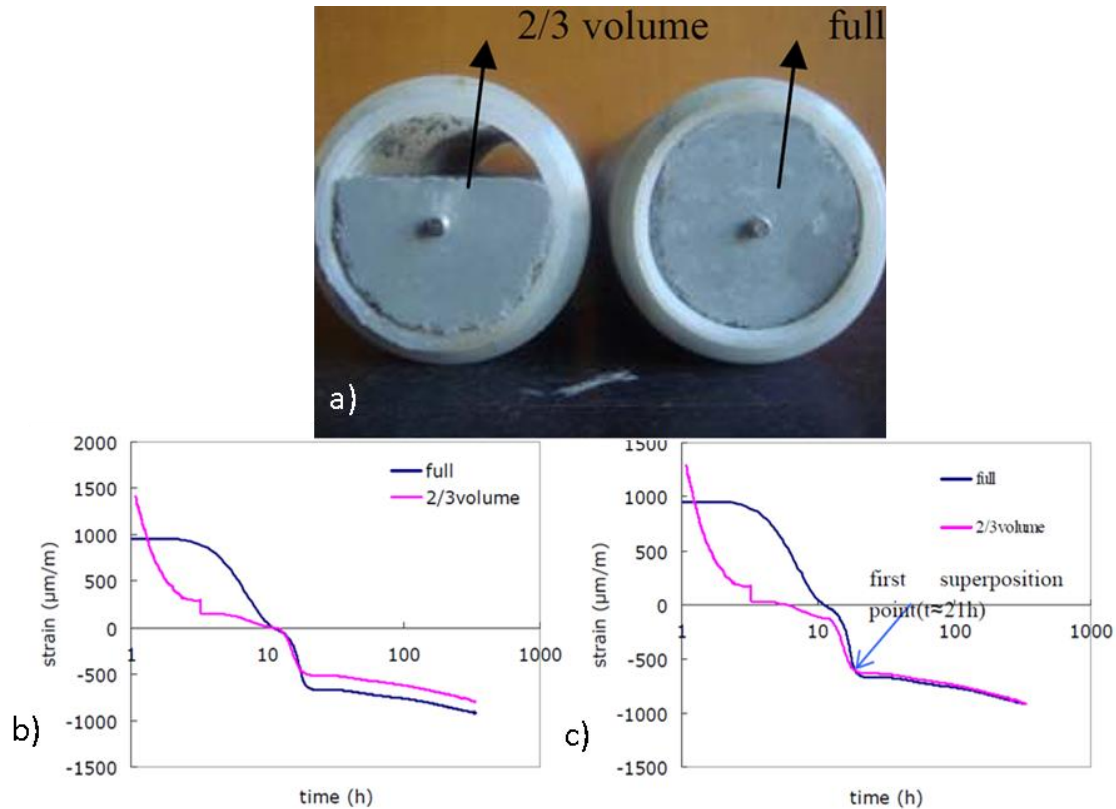 2/3 volume full
a)
2000
1500
1000
500
0
-500
-1000
-1500
1 10 100 1000
strain (µm/m)
time (h)
full
2/3volume
b)
1500
1000
500
0
-500
-1000
-1500
1 10 100 1000
strain (µm/m)
time (h)
full
2/3volume
first superposition
point(t≈21h)
c)